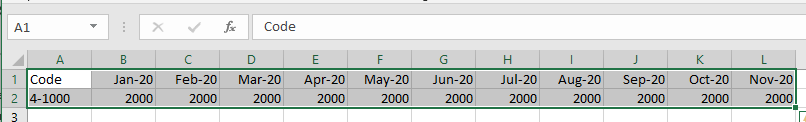 A1 fx Code
A B C D E F G H I J K L
1 Code Jan-20 Feb-20 Mar-20 Apr-20 May-20 Jun-20 Jul-20 Aug-20 Sep-20 Oct-20 Nov-20
2 4-1000 2000 2000 2000 2000 2000 2000 2000 2000 2000 2000 2000
3